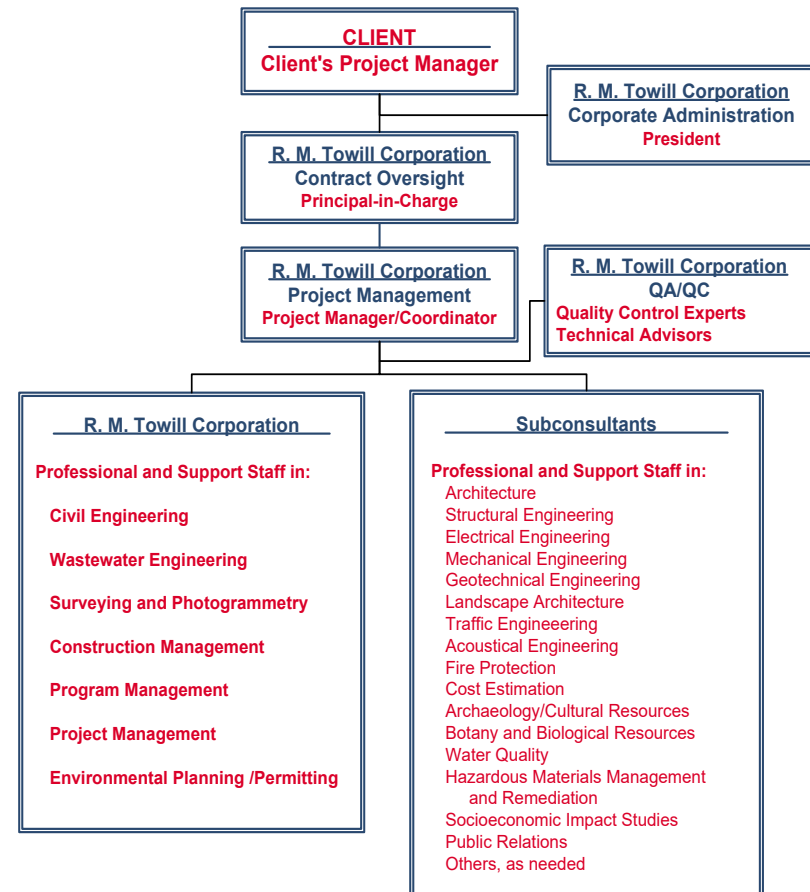 CLIENT
Client's Project Manager
R. M. Towill Corporation
Corporate Administration
President
R. M. Towill Corporation
Contract Oversight
Principal-in-Charge
R. M. Towill Corporation
Project Management
Project Manager/Coordinator
R. M. Towill Corporation
QA/QC
Quality Control Experts
Technical Advisors
R. M. Towill Corporation
Professional and Support Staff in:
Civil Engineering
Wastewater Engineering
Surveying and Photogrammetry
Construction Management
Program Management
Project Management
Environmental Planning /Permitting
Subconsultants
Professional and Support Staff in:
Architecture
Structural Engineering
Electrical Engineering
Mechanical Engineering
Geotechnical Engineering
Landscape Architecture
Traffic Engineeering
Acoustical Engineering
Fire Protection
Cost Estimation
Archaeology/Cultural Resources
Botany and Biological Resources
Water Quality
Hazardous Materials Management
and Remediation
Socioeconomic Impact Studies
Public Relations
Others, as needed